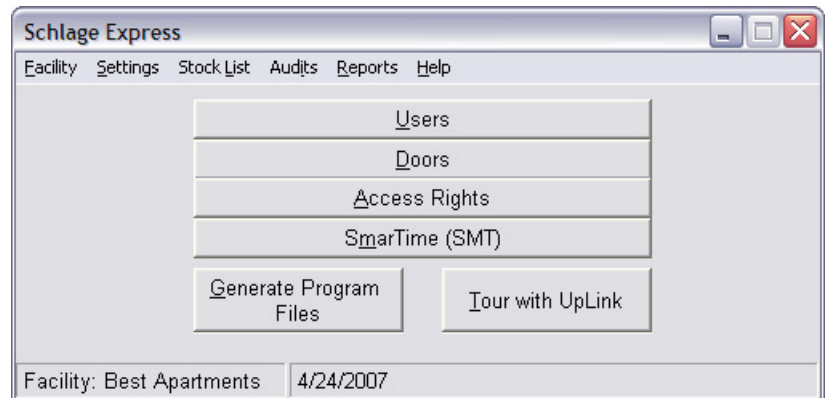 Schlage Express
Facility Settings Stock List Audits Reports Help
Users
Doors
Access Rights
SmarTime (SMT)
Generate Program
Files
Tour with UpLink
Facility: Best Apartments 4/24/2007